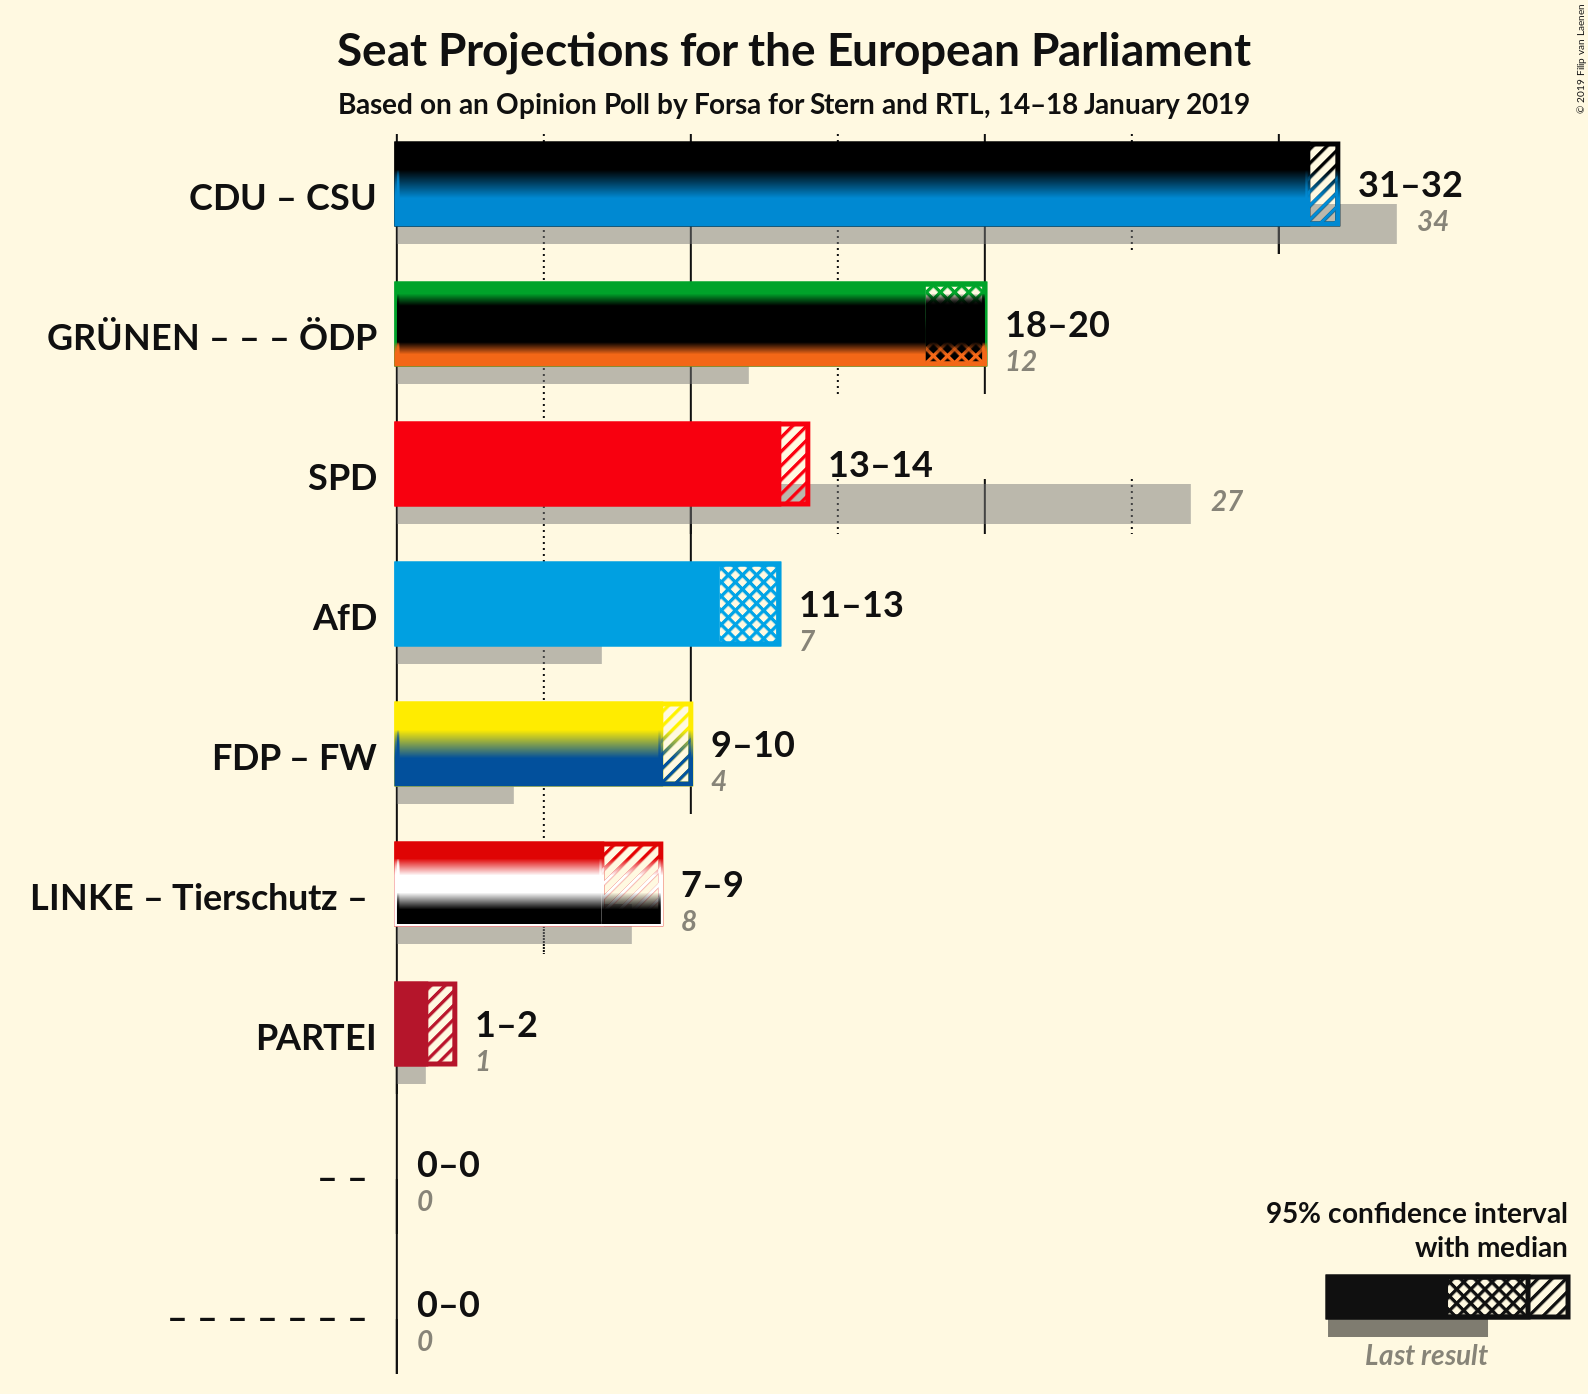 Seat Projections for the European Parliament
Based on an Opinion Poll by Forsa for Stern and RTL, 14–18 January 2019
© 2019 Filip van Laenen
CDU – CSU
31–32
34
GRÜNEN – – – ÖDP
18–20
12
SPD
13–14
27
AfD
11–13
7
FDP – FW
9–10
4
LINKE – Tierschutz –
7–9
8
PARTEI
1–2
1
– –
0–0
0
– – – – – – –
0–0
0
95% confidence interval
with median
Last result